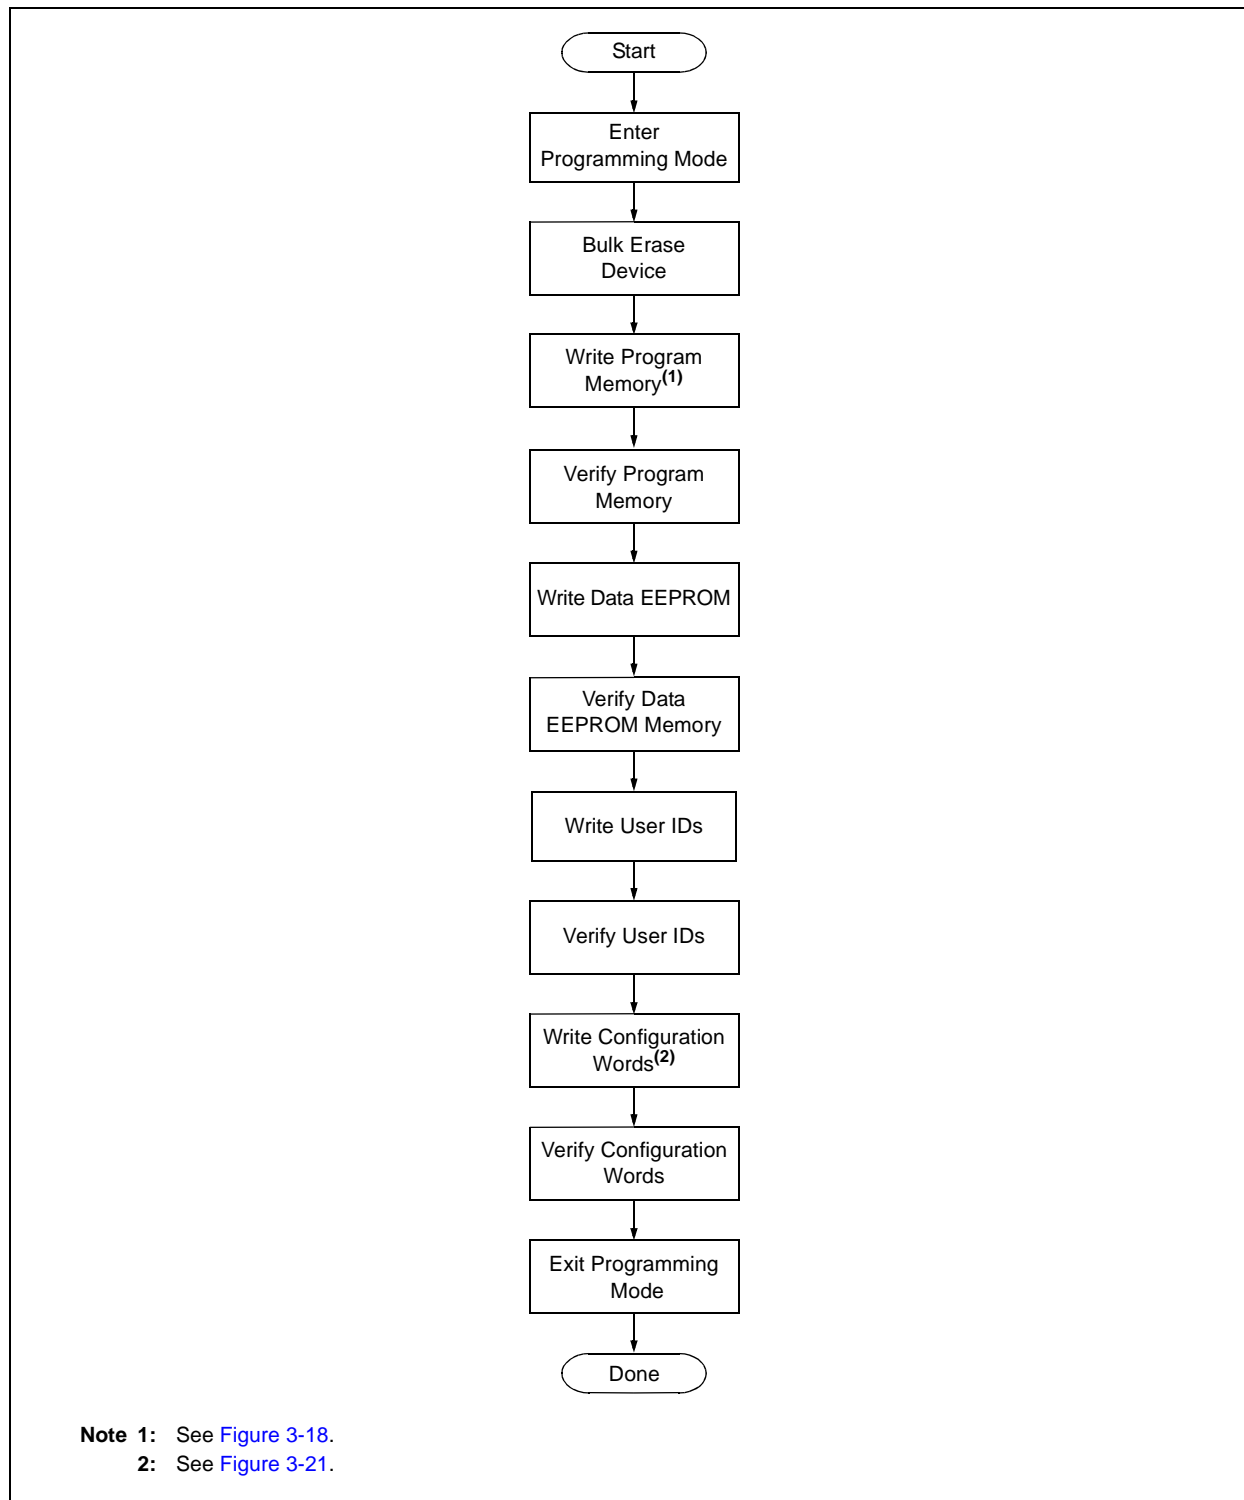 Start
Enter
Programming Mode
Bulk Erase
Device
Write Program
Memory(1)
Verify Program
Memory
Write Data EEPROM
Verify Data
EEPROM Memory
Write User IDs
Verify User IDs
Write Configuration
Words(2)
Verify Configuration
Words
Exit Programming
Mode
Done
Note 1: See Figure 3-18.
2: See Figure 3-21.